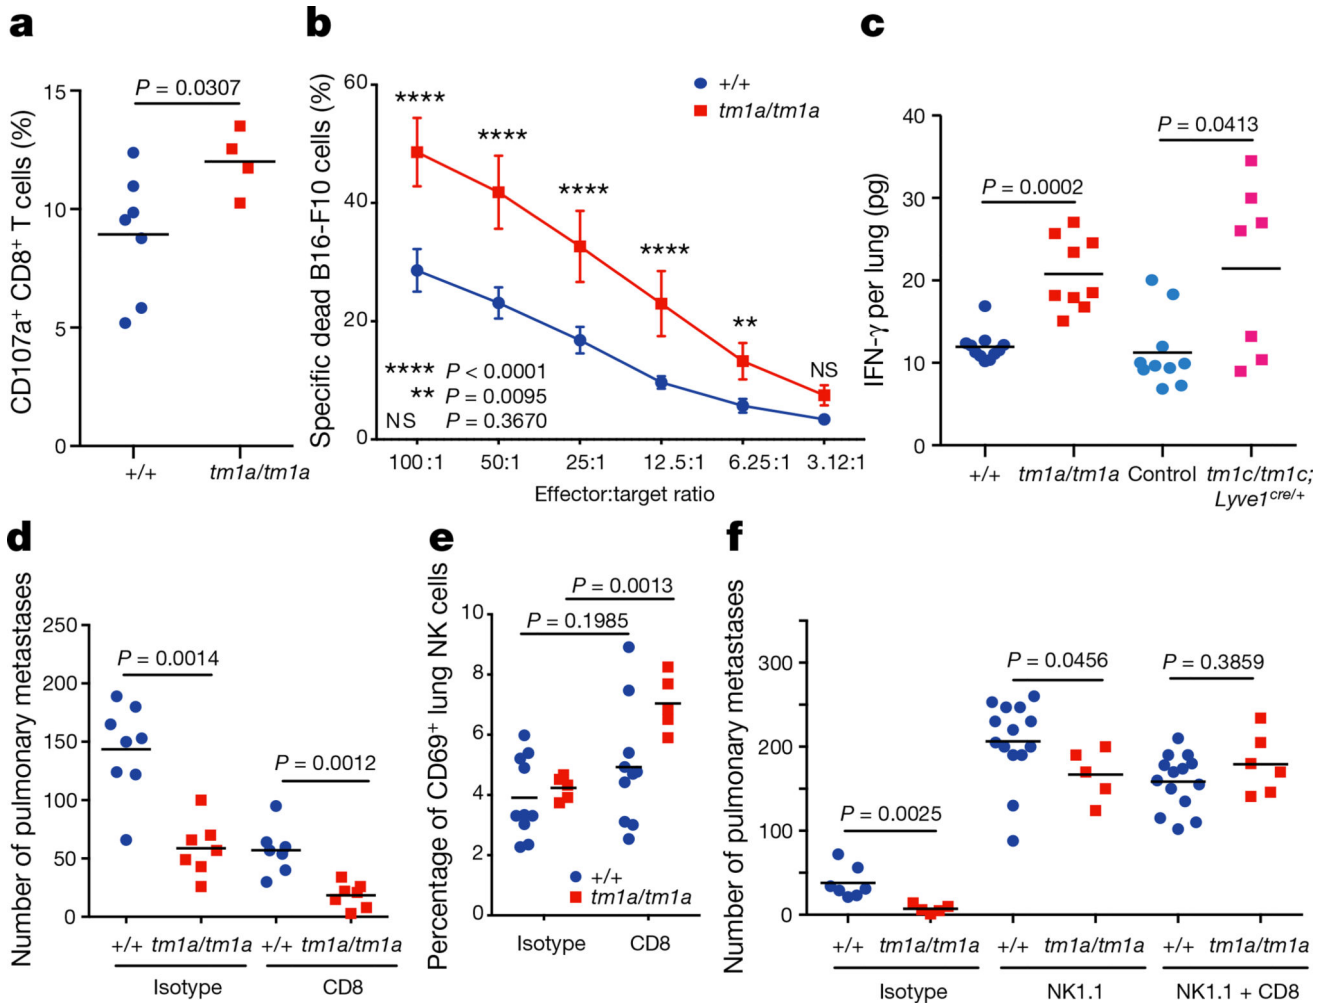 a
CD107a⁺ CD8⁺ T cells (%)
15
10
5
0
P = 0.0307
+/+
tm1a/tm1a
b
Specific dead B16-F10 cells (%)
60
40
20
0
+/+
tm1a/tm1a
****
****
****
****
**
NS
**** P < 0.0001
** P = 0.0095
NS P = 0.3670
100:1
50:1
25:1
12.5:1
6.25:1
3.12:1
Effector:target ratio
c
IFN-γ per lung (pg)
40
30
20
10
0
P = 0.0002
P = 0.0413
+/+
tm1a/tm1a
Control
tm1c/tm1c;
Lyve1cre/+
d
Number of pulmonary metastases
250
200
150
100
50
0
P = 0.0014
P = 0.0012
+/+
tm1a/tm1a
+/+
tm1a/tm1a
Isotype
CD8
e
Percentage of CD69⁺ lung NK cells
10
8
6
4
2
0
P = 0.0013
P = 0.1985
+/+
tm1a/tm1a
Isotype
CD8
f
Number of pulmonary metastases
300
200
100
0
P = 0.0025
P = 0.0456
P = 0.3859
+/+
tm1a/tm1a
+/+
tm1a/tm1a
+/+
tm1a/tm1a
Isotype
NK1.1
NK1.1 + CD8